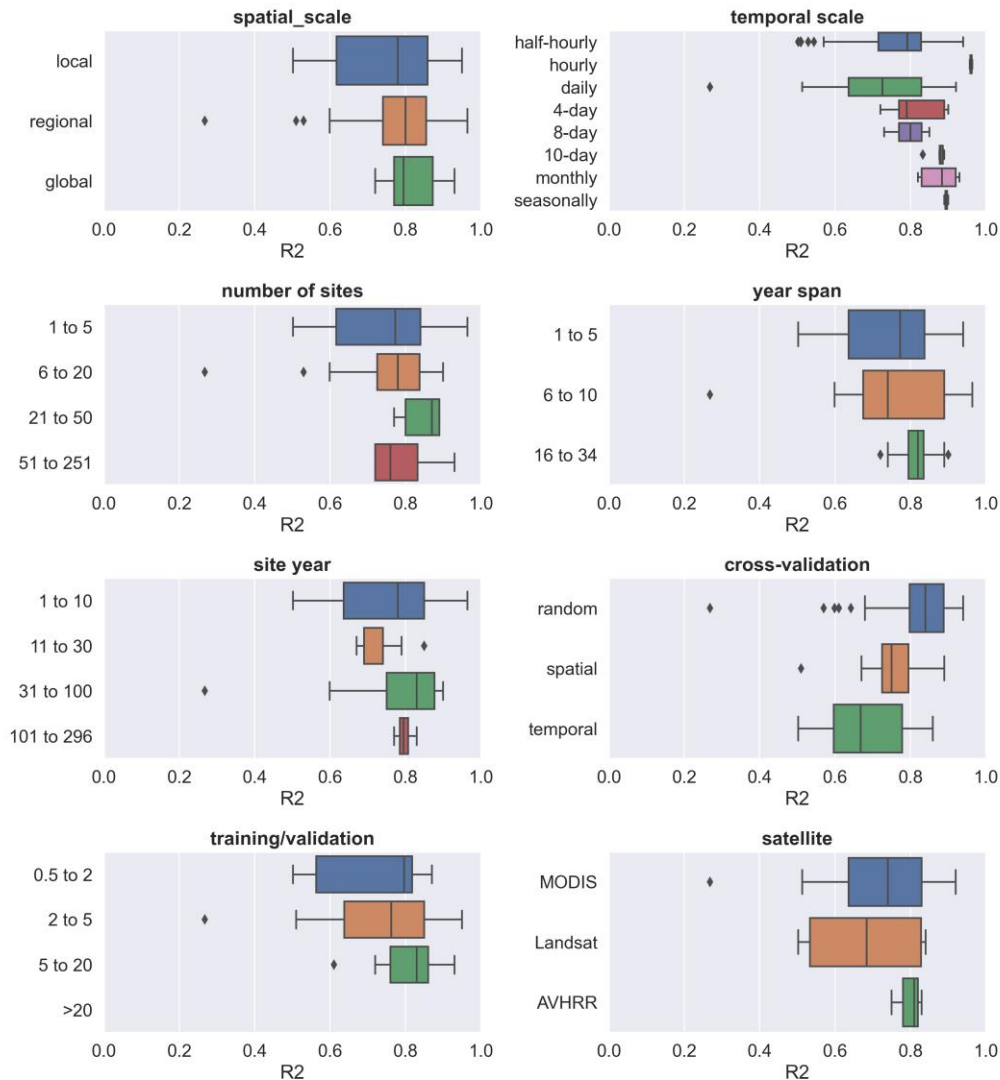 spatial_scale
local
regional
global
0.0 0.2 0.4 0.6 0.8 1.0
R2
temporal scale
half-hourly
hourly
daily
4-day
8-day
10-day
monthly
seasonally
0.0 0.2 0.4 0.6 0.8 1.0
R2
number of sites
1 to 5
6 to 20
21 to 50
51 to 251
0.0 0.2 0.4 0.6 0.8 1.0
R2
year span
1 to 5
6 to 10
16 to 34
0.0 0.2 0.4 0.6 0.8 1.0
R2
site year
1 to 10
11 to 30
31 to 100
101 to 296
0.0 0.2 0.4 0.6 0.8 1.0
R2
cross-validation
random
spatial
temporal
0.0 0.2 0.4 0.6 0.8 1.0
R2
training/validation
0.5 to 2
2 to 5
5 to 20
>20
0.0 0.2 0.4 0.6 0.8 1.0
R2
satellite
MODIS
Landsat
AVHRR
0.0 0.2 0.4 0.6 0.8 1.0
R2